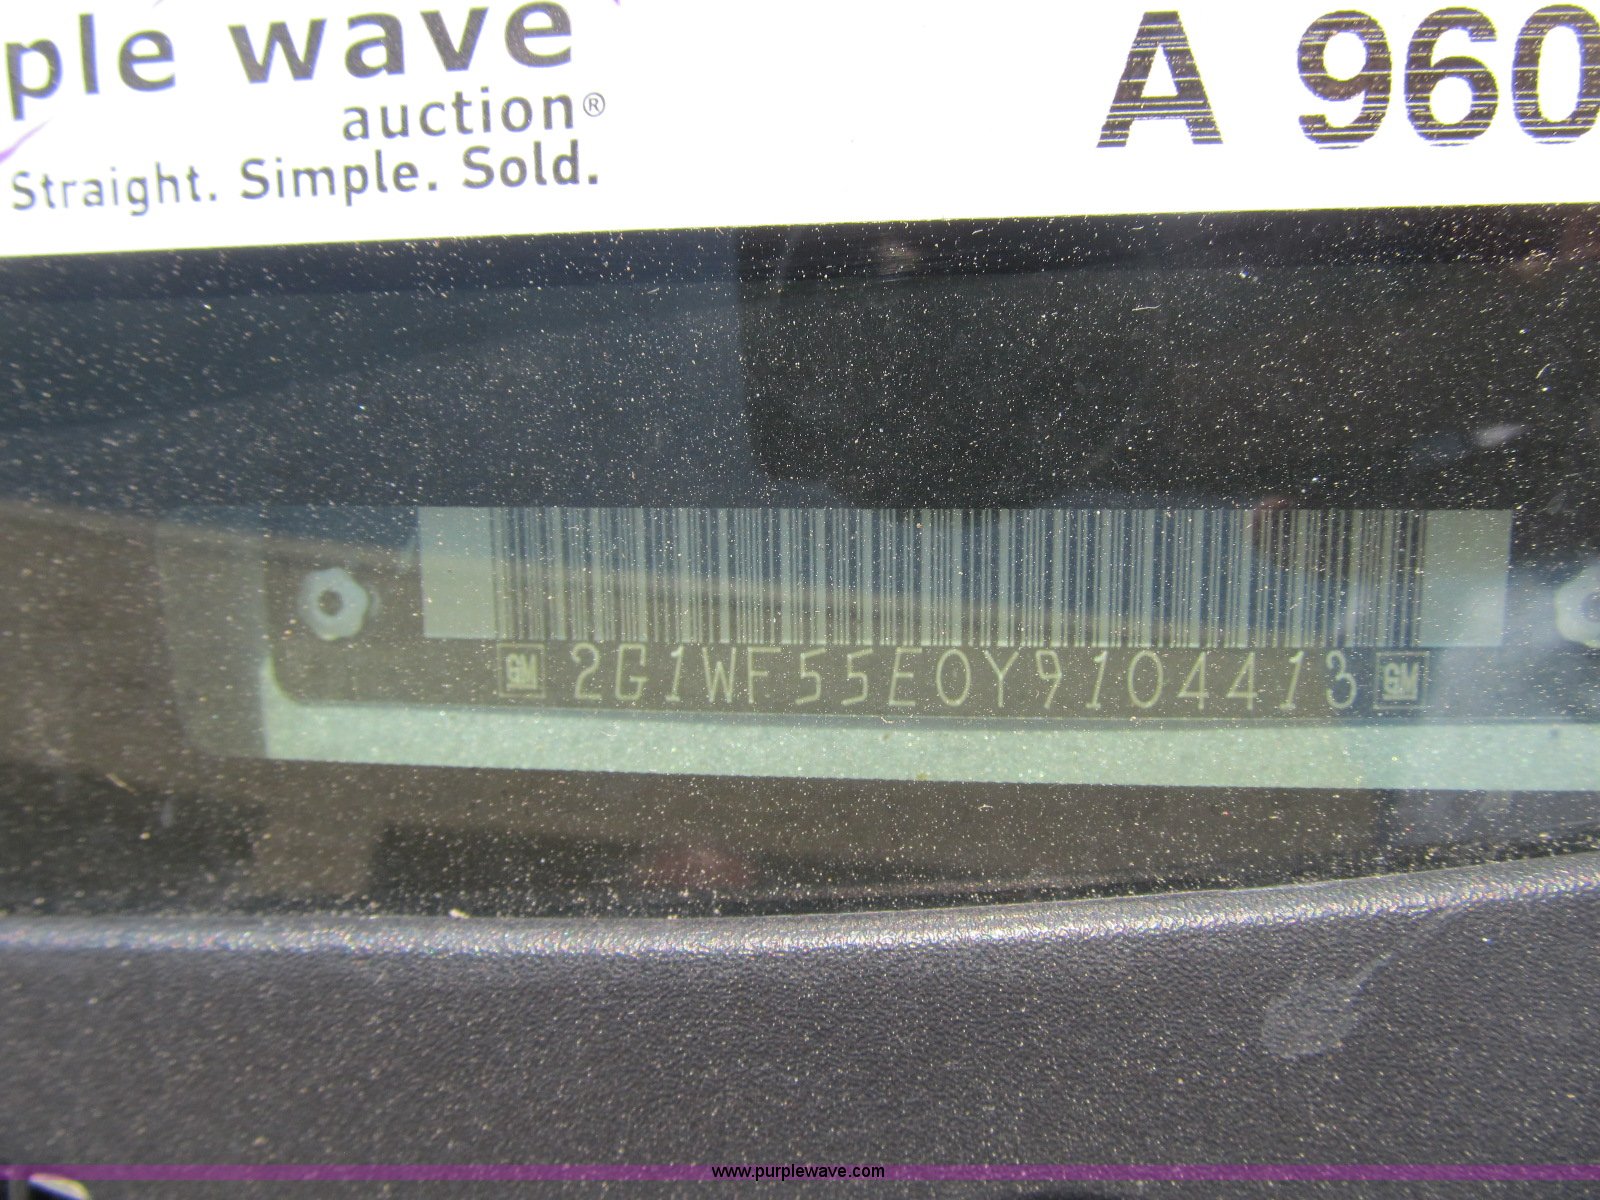 ple wave
auction®
Straight. Simple. Sold.
A 960
GM 2G1WF55E0Y9104413 GM
www.purplewave.com